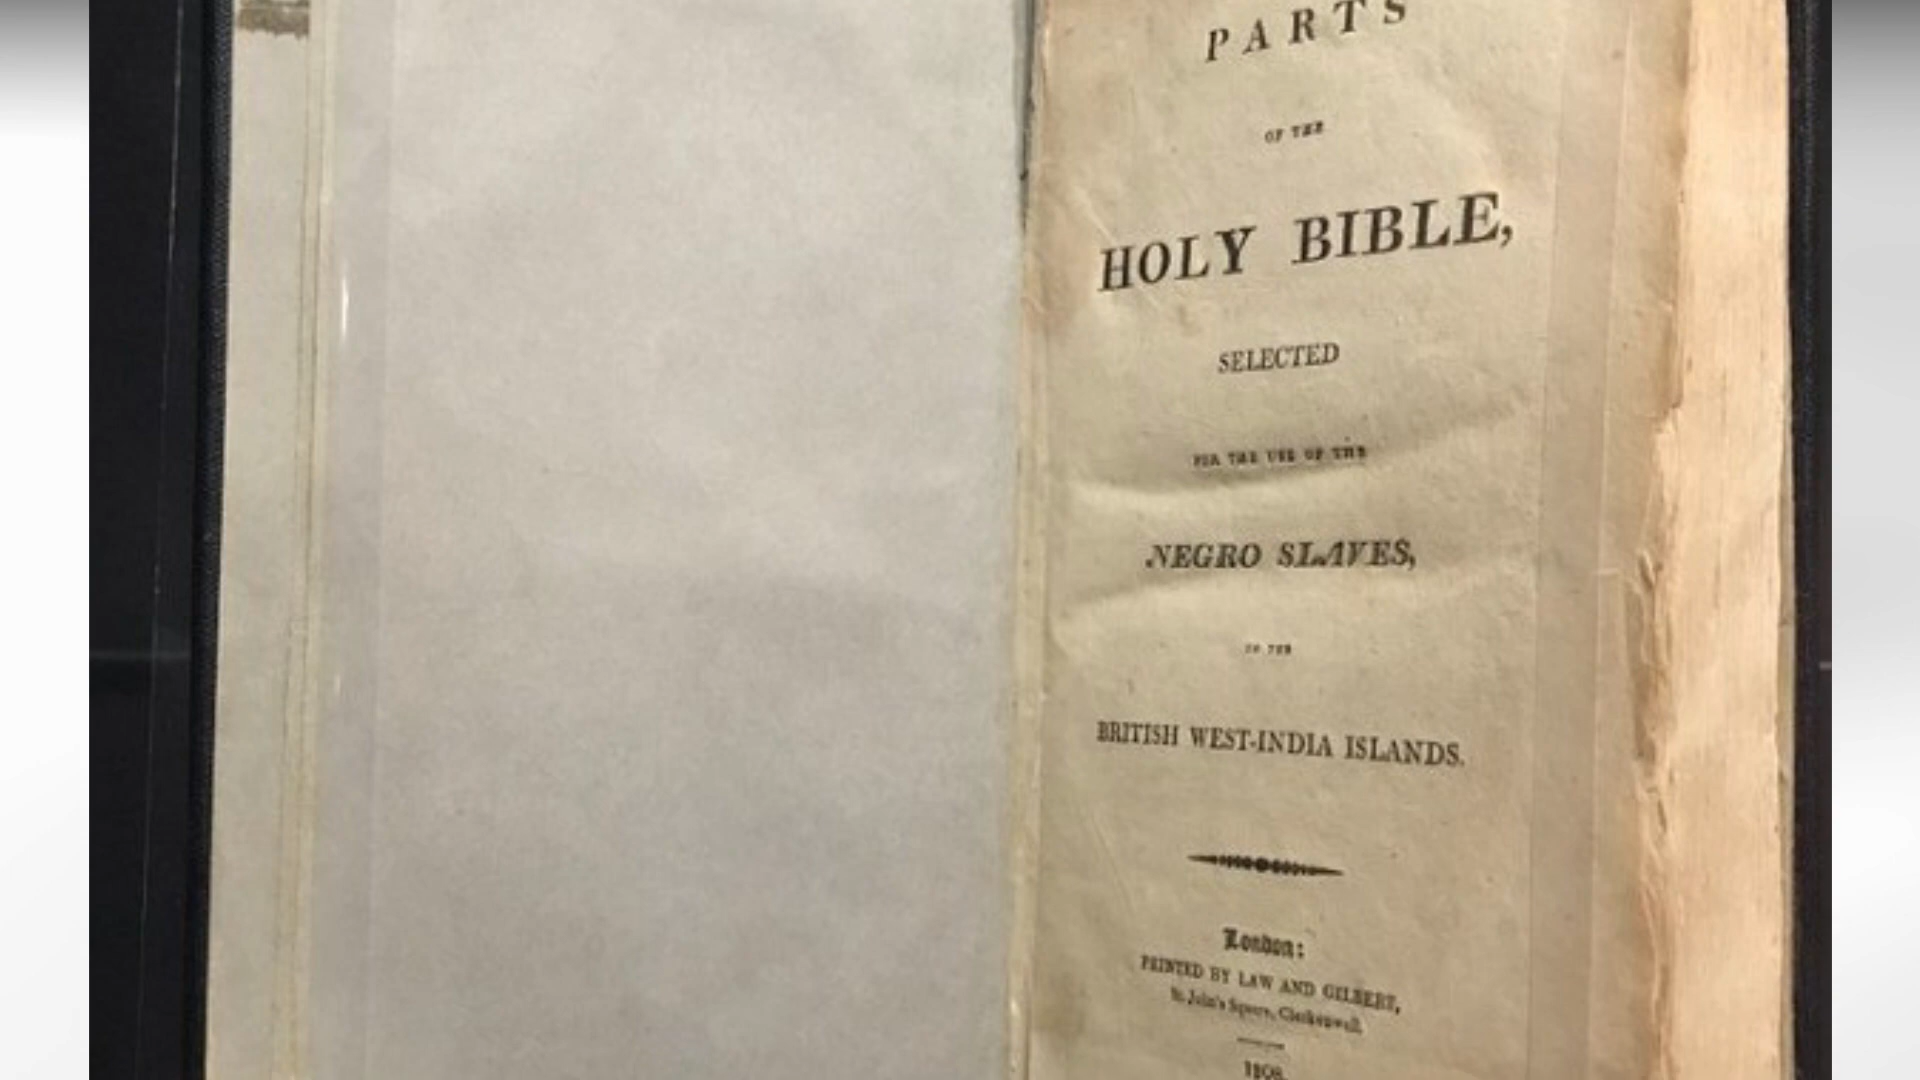 PARTS
OF THE
HOLY BIBLE,
SELECTED
FOR THE USE OF THE
NEGRO SLAVES,
IN THE
BRITISH WEST-INDIA ISLANDS.
London:
PRINTED BY LAW AND GILBERT,
St. John's Square, Clerkenwell.
1808.